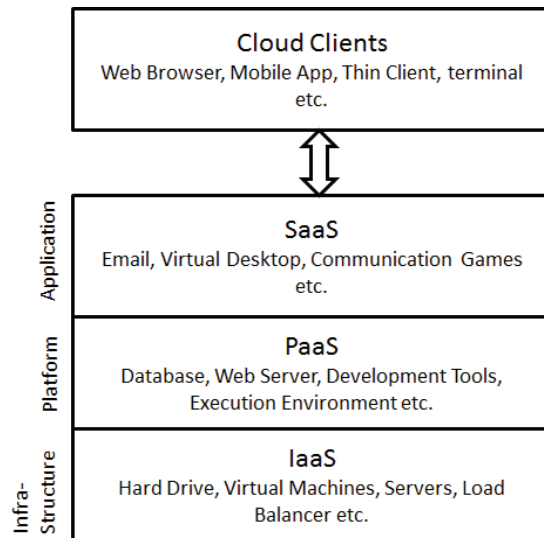 Cloud Clients
Web Browser, Mobile App, Thin Client, terminal
etc.
Application
SaaS
Email, Virtual Desktop, Communication Games
etc.
Platform
PaaS
Database, Web Server, Development Tools,
Execution Environment etc.
Infra-
Structure
IaaS
Hard Drive, Virtual Machines, Servers, Load
Balancer etc.